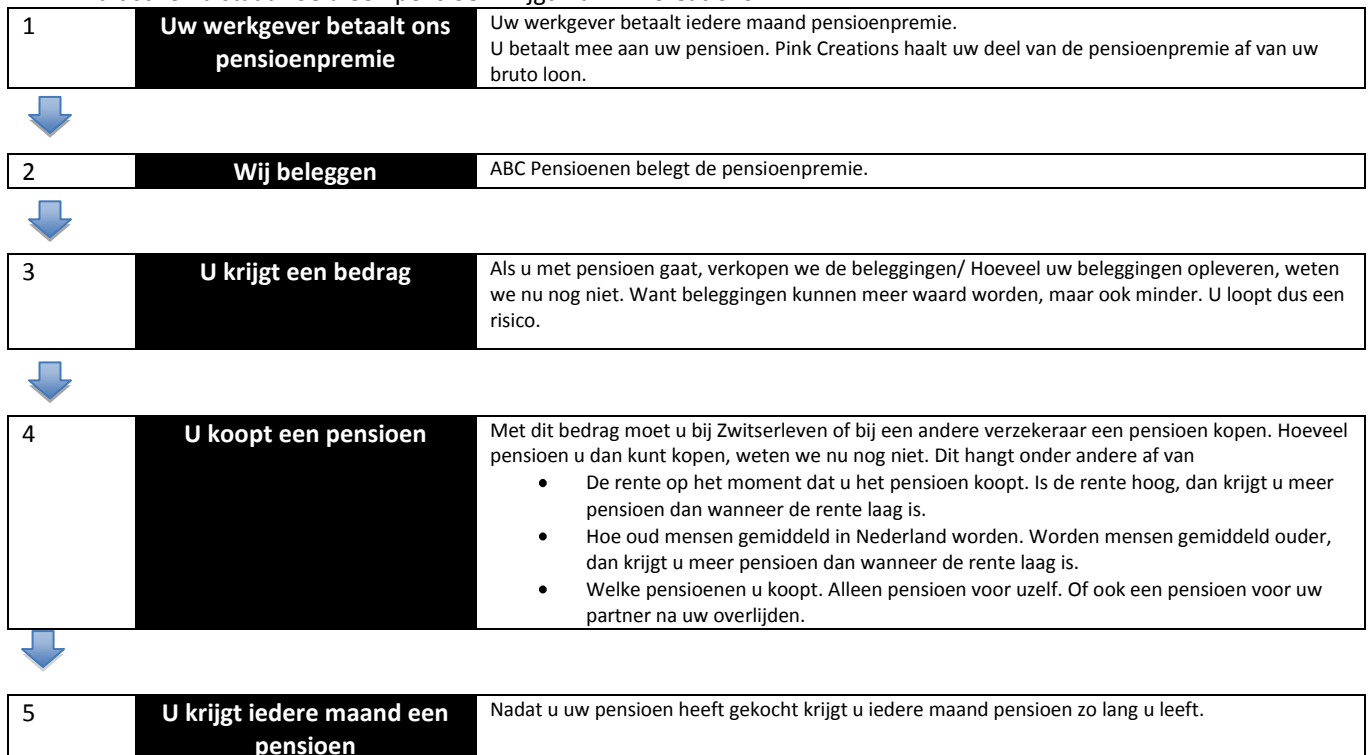 1
Uw werkgever betaalt ons
pensioenpremie
Uw werkgever betaalt iedere maand pensioenpremie.
U betaalt mee aan uw pensioen. Pink Creations haalt uw deel van de pensioenpremie af van uw
bruto loon.
2
Wij beleggen
ABC Pensioenen belegt de pensioenpremie.
3
U krijgt een bedrag
Als u met pensioen gaat, verkopen we de beleggingen/ Hoeveel uw beleggingen opleveren, weten
we nu nog niet. Want beleggingen kunnen meer waard worden, maar ook minder. U loopt dus een
risico.
4
U koopt een pensioen
Met dit bedrag moet u bij Zwitserleven of bij een andere verzekeraar een pensioen kopen. Hoeveel
pensioen u dan kunt kopen, weten we nu nog niet. Dit hangt onder andere af van
• De rente op het moment dat u het pensioen koopt. Is de rente hoog, dan krijgt u meer
pensioen dan wanneer de rente laag is.
• Hoe oud mensen gemiddeld in Nederland worden. Worden mensen gemiddeld ouder,
dan krijgt u meer pensioen dan wanneer de rente laag is.
• Welke pensioenen u koopt. Alleen pensioen voor uzelf. Of ook een pensioen voor uw
partner na uw overlijden.
5
U krijgt iedere maand een
pensioen
Nadat u uw pensioen heeft gekocht krijgt u iedere maand pensioen zo lang u leeft.